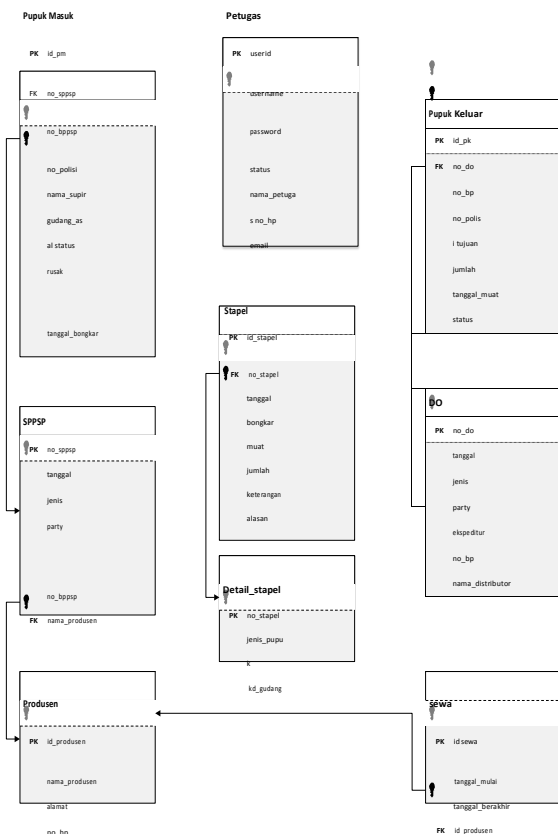 Pupuk Masuk
PK id_pm
FK no_sppsp
no_bppsp
no_polisi
nama_supir
gudang_as
al status
rusak
tanggal_bongkar
SPPSP
PK no_sppsp
tanggal
jenis
party
no_bppsp
FK nama_produsen
Produsen
PK id_produsen
nama_produsen
alamat
no_hp
Petugas
PK userid
username
password
status
nama_petuga
s no_hp
email
Stapel
PK id_stapel
FK no_stapel
tanggal
bongkar
muat
jumlah
keterangan
alasan
Detail_stapel
PK no_stapel
jenis_pupu
k
kd_gudang
Pupuk Keluar
PK id_pk
FK no_do
no_bp
no_polis
i tujuan
jumlah
tanggal_muat
status
DO
PK no_do
tanggal
jenis
party
ekspeditur
no_bp
nama_distributor
sewa
PK id sewa
tanggal_mulai
tanggal_berakhir
FK id_produsen